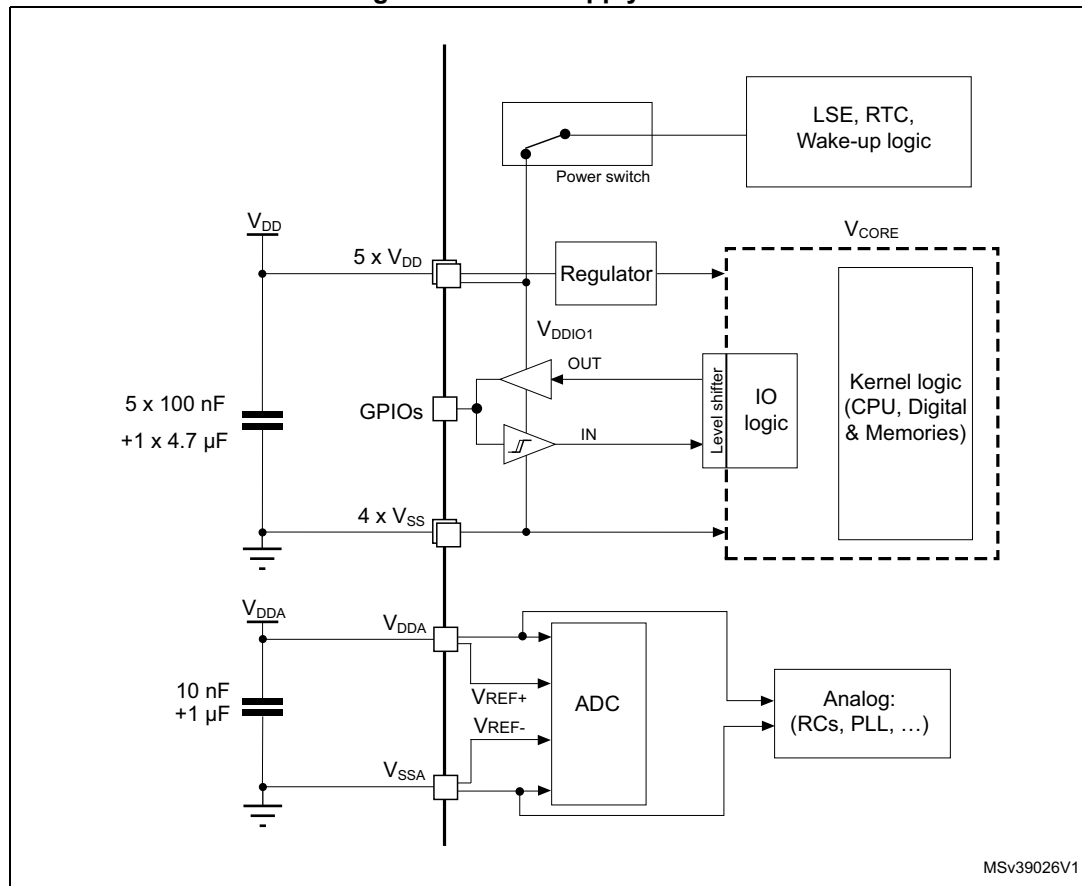 LSE, RTC,
Wake-up logic
Power switch
VDD
VCORE
5 x VDD
Regulator
VDDIO1
OUT
5 x 100 nF
+1 x 4.7 μF
GPIOs
Level shifter
IO
logic
Kernel logic
(CPU, Digital
& Memories)
IN
4 x VSS
VDDA
VDDA
10 nF
+1 μF
VREF+
ADC
Analog:
(RCs, PLL, …)
VREF-
VSSA
MSv39026V1